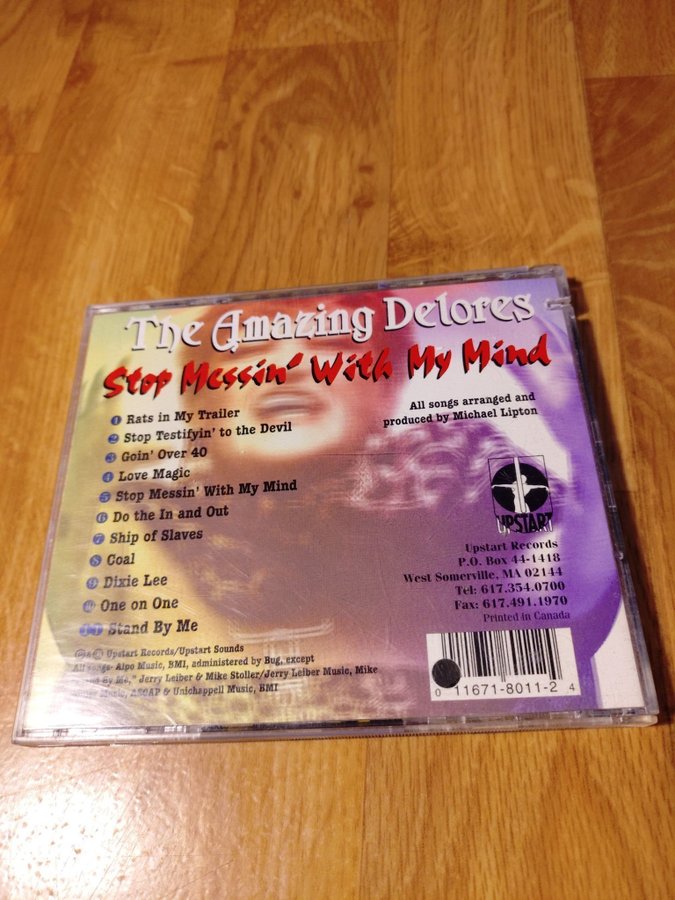 The Amazing Delores
Stop Messin' With My Mind
1 Rats in My Trailer
2 Stop Testifyin' to the Devil
3 Goin' Over 40
4 Love Magic
5 Stop Messin' With My Mind
6 Do the In and Out
7 Ship of Slaves
8 Coal
9 Dixie Lee
10 One on One
11 Stand By Me
All songs arranged and
produced by Michael Lipton
UPSTART
Upstart Records
P.O. Box 44-1418
West Somerville, MA 02144
Tel: 617.354.0700
Fax: 617.491.1970
Printed in Canada
Upstart Records/Upstart Sounds
All songs- Alpo Music, BMI, administered by Bug, except
By Me," Jerry Leiber & Mike Stoller/Jerry Leiber Music, Mike
Music, ASCAP & Unichappell Music, BMI
0 11671-8011-2 4